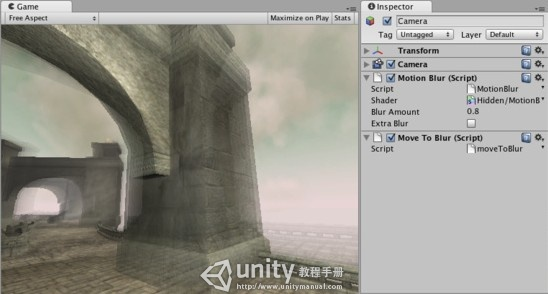 Game
Free Aspect
Maximize on Play
Stats
unity 教程手册
http://www.unitymanual.com
Inspector
Camera
Tag Untagged Layer Default
Transform
Camera
Motion Blur (Script)
Script MotionBlur
Shader Hidden/MotionB
Blur Amount 0.8
Extra Blur
Move To Blur (Script)
Script moveToBlur